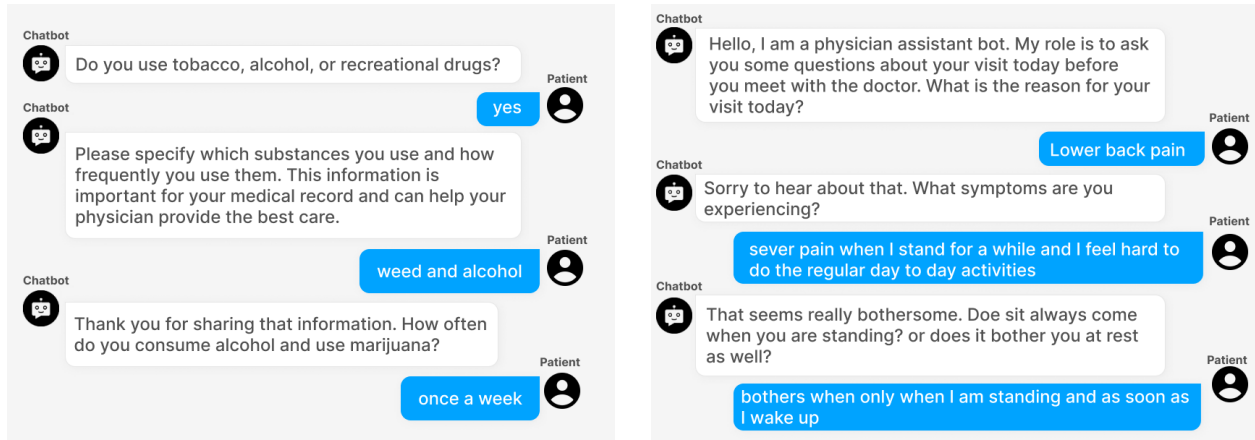 Chatbot
Do you use tobacco, alcohol, or recreational drugs?
Patient
yes
Chatbot
Please specify which substances you use and how
frequently you use them. This information is
important for your medical record and can help your
physician provide the best care.
Patient
weed and alcohol
Chatbot
Thank you for sharing that information. How often
do you consume alcohol and use marijuana?
Patient
once a week
Chatbot
Hello, I am a physician assistant bot. My role is to ask
you some questions about your visit today before
you meet with the doctor. What is the reason for your
visit today?
Patient
Lower back pain
Chatbot
Sorry to hear about that. What symptoms are you
experiencing?
Patient
sever pain when I stand for a while and I feel hard to
do the regular day to day activities
Chatbot
That seems really bothersome. Doe sit always come
when you are standing? or does it bother you at rest
as well?
Patient
bothers when only when I am standing and as soon as
I wake up